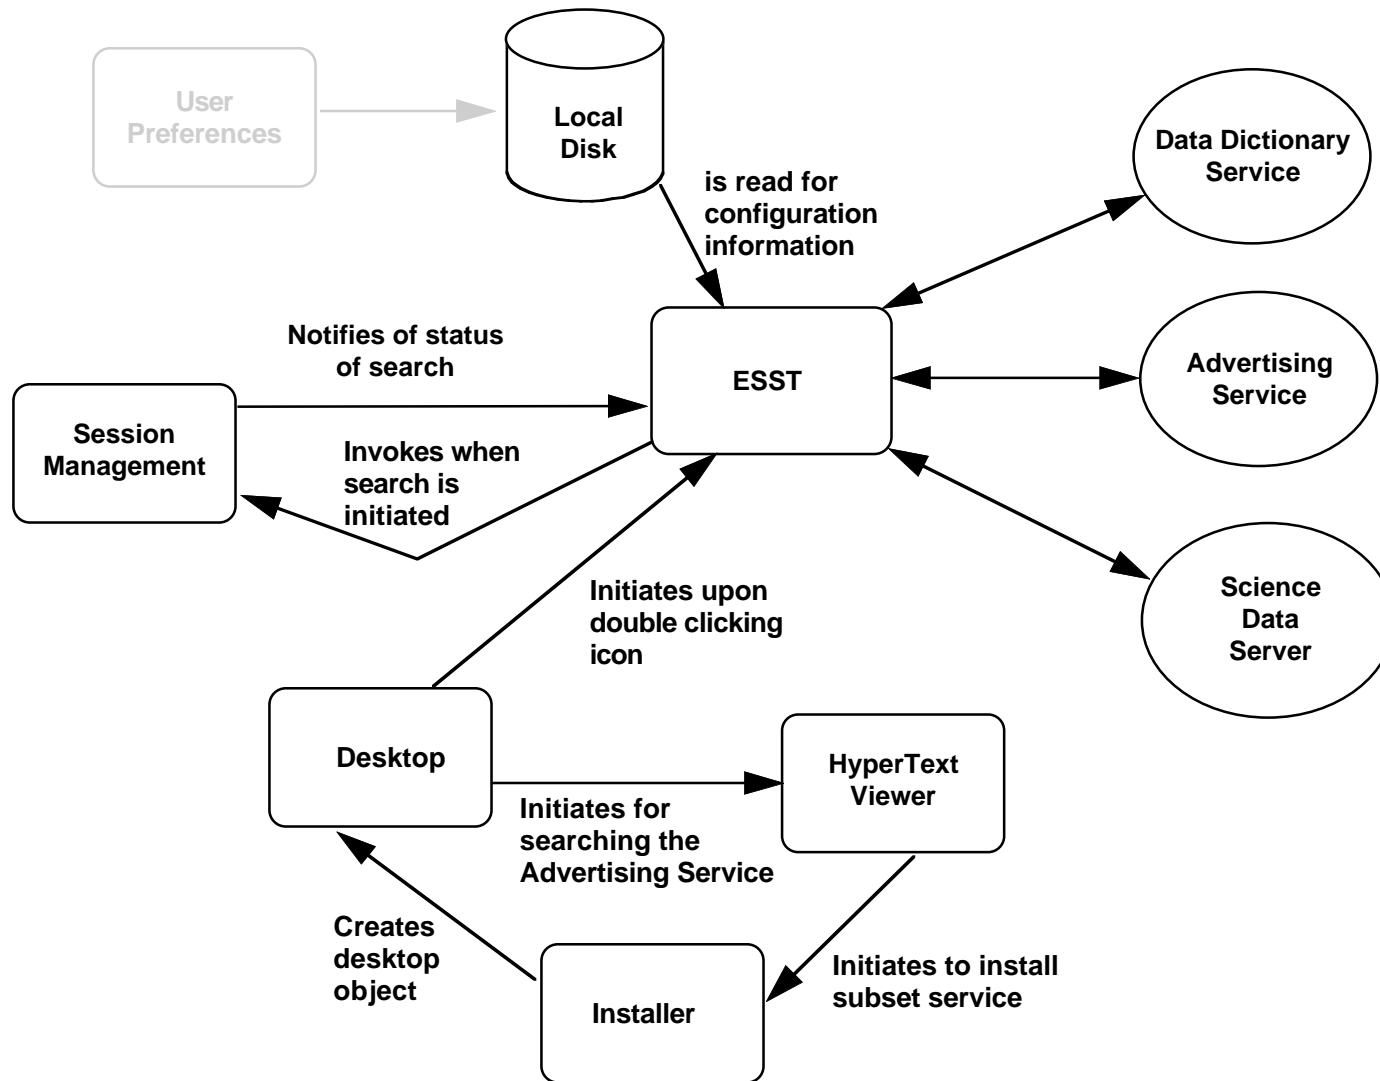 User
Preferences
Local
Disk
Data Dictionary
Service
is read for
configuration
information
Notifies of status
of search
ESST
Advertising
Service
Session
Management
Invokes when
search is
initiated
Initiates upon
double clicking
icon
Science
Data
Server
Desktop
HyperText
Viewer
Initiates for
searching the
Advertising Service
Creates
desktop
object
Installer
Initiates to install
subset service